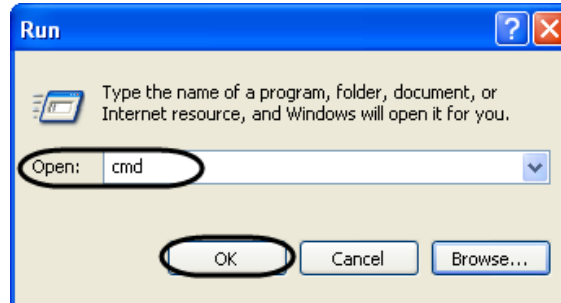 Run
Type the name of a program, folder, document, or
Internet resource, and Windows will open it for you.
Open: cmd
OK Cancel Browse...